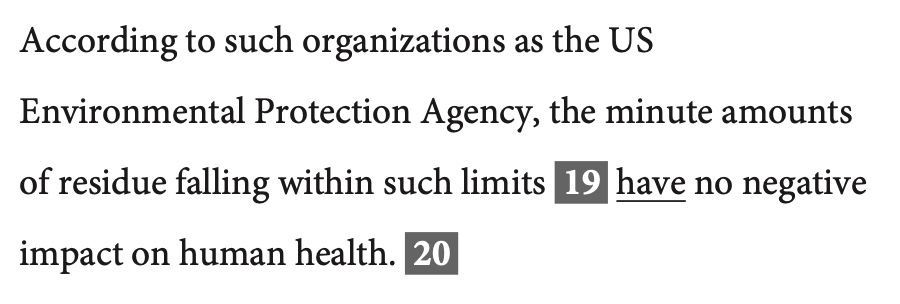 According to such organizations as the US
Environmental Protection Agency, the minute amounts
of residue falling within such limits 19 have no negative
impact on human health. 20